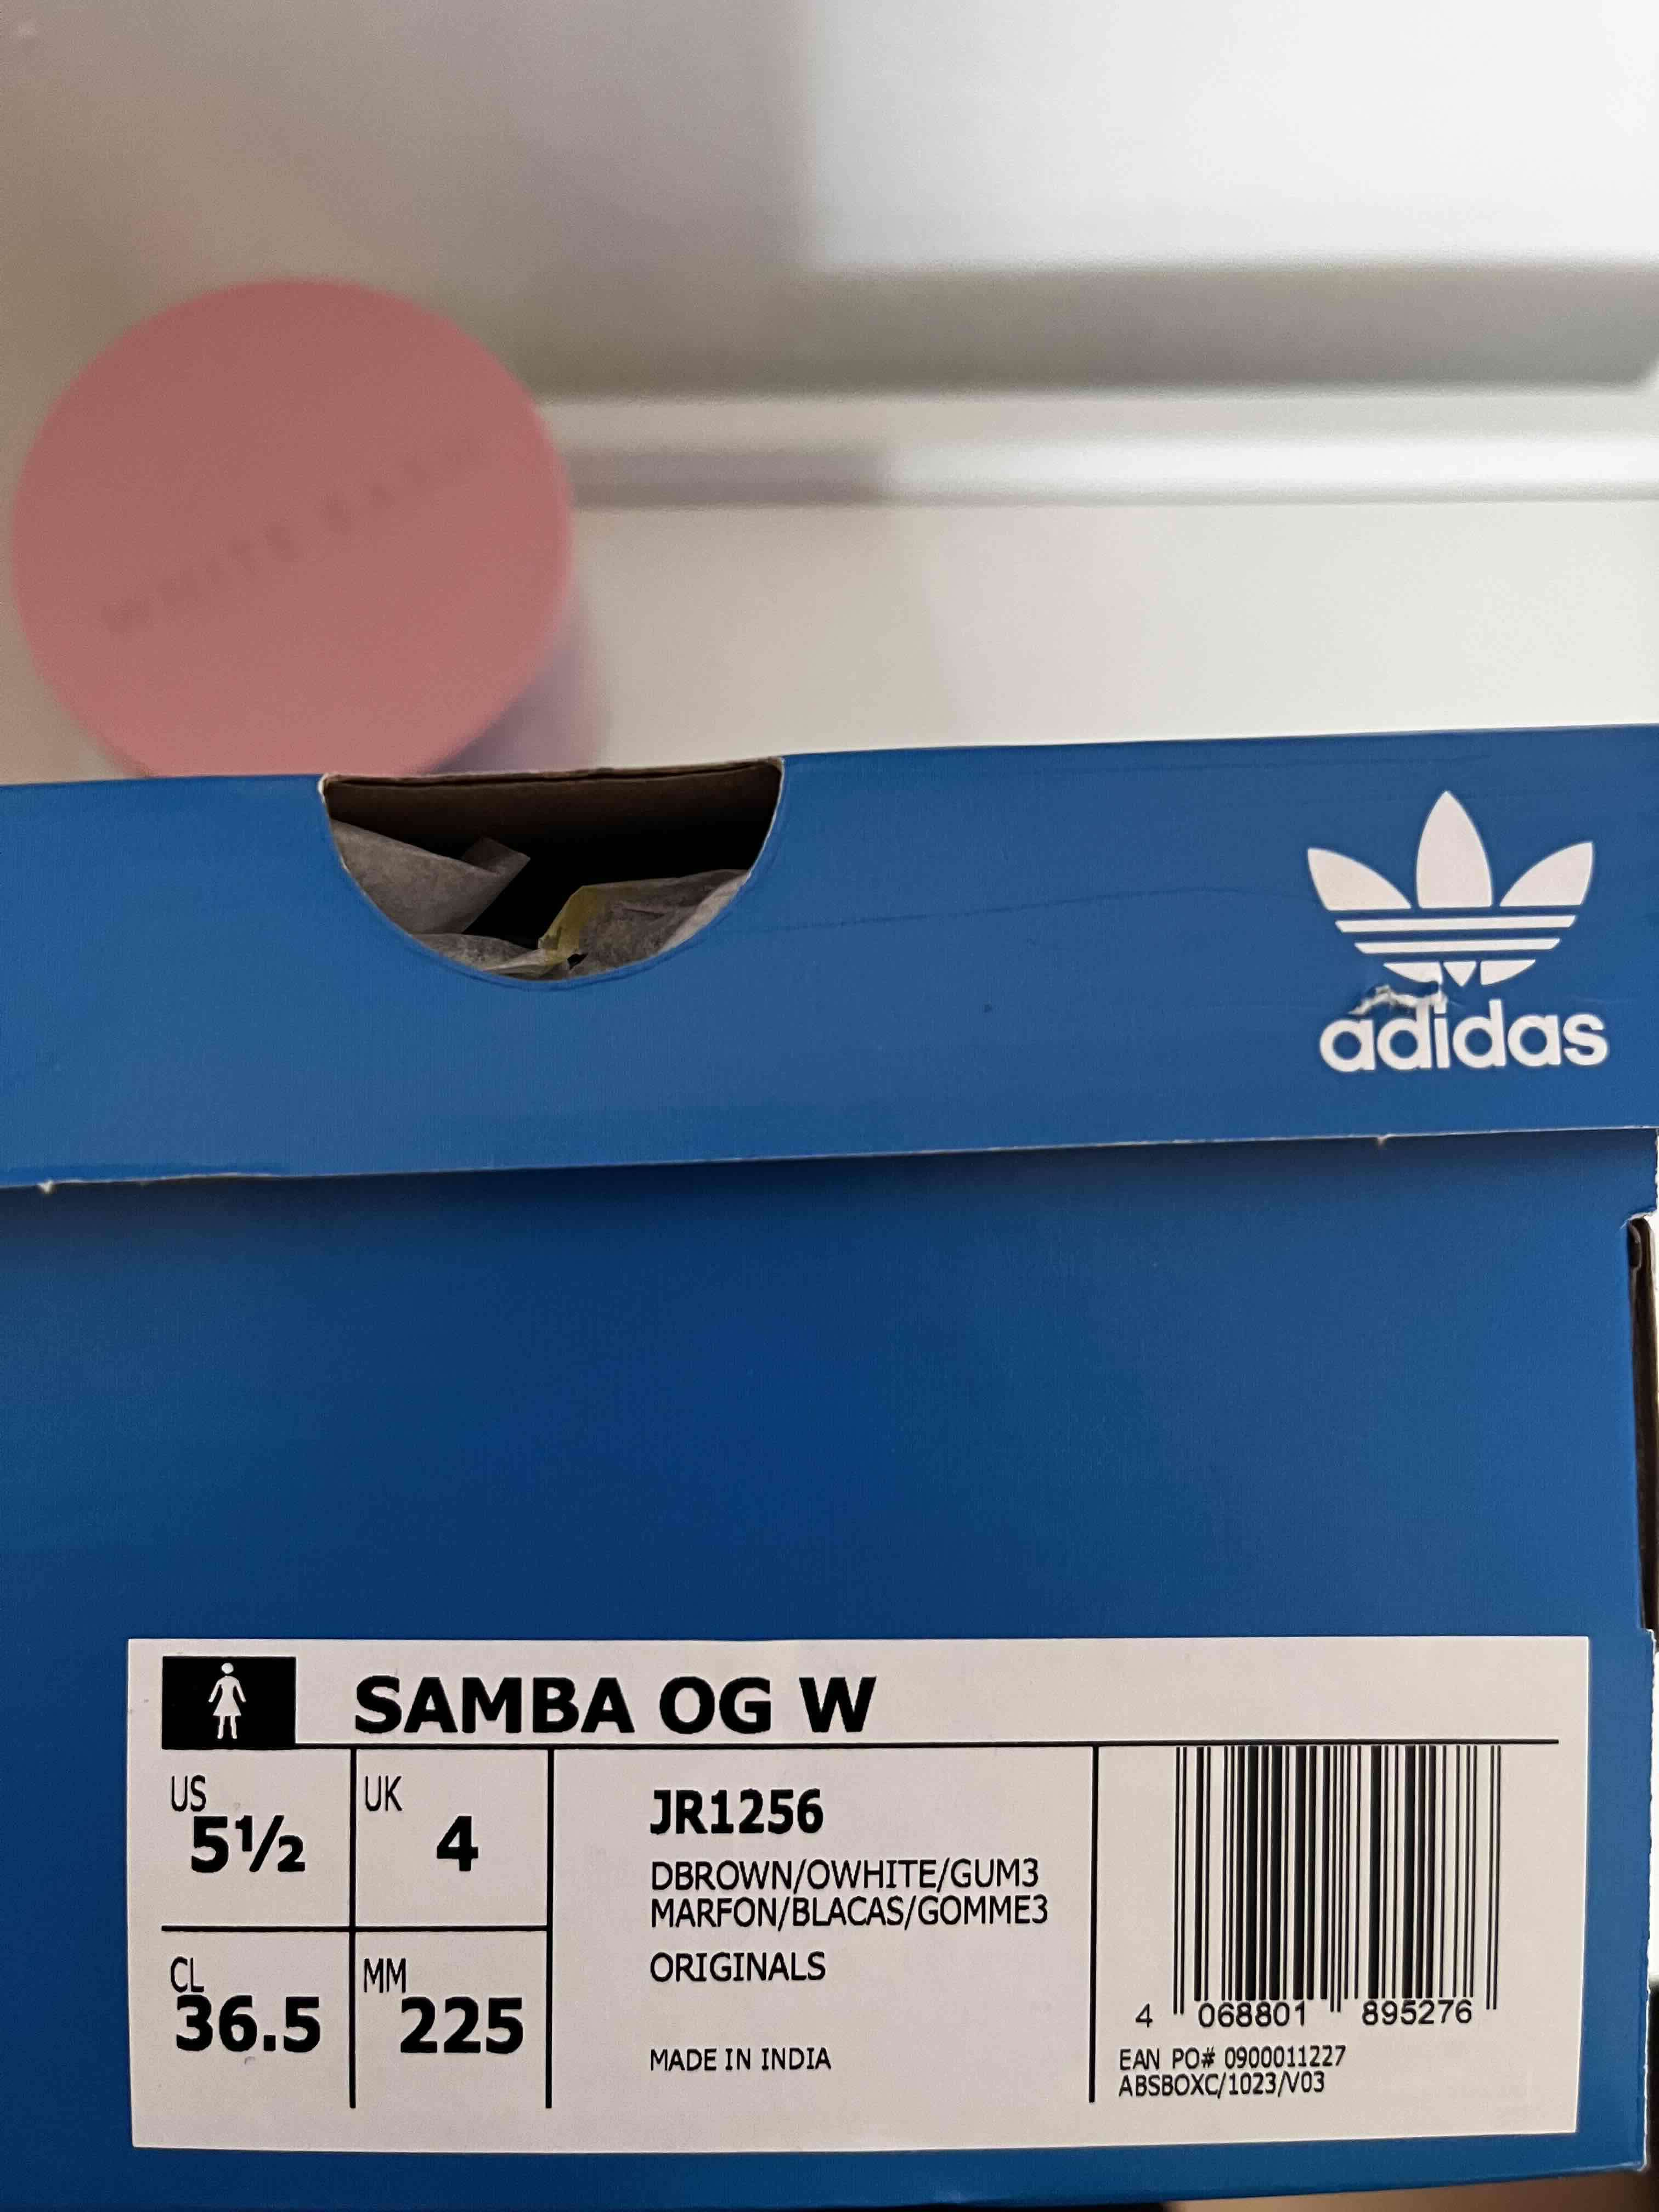 WHITE
adidas
SAMBA OG W
US
5½
UK
4
CL
36.5
MM
225
JR1256
DBROWN/OWHITE/GUM3
MARFON/BLACAS/GOMME3
ORIGINALS
MADE IN INDIA
4 068801 895276
EAN PO# 0900011227
ABSBOXC/1023/V03